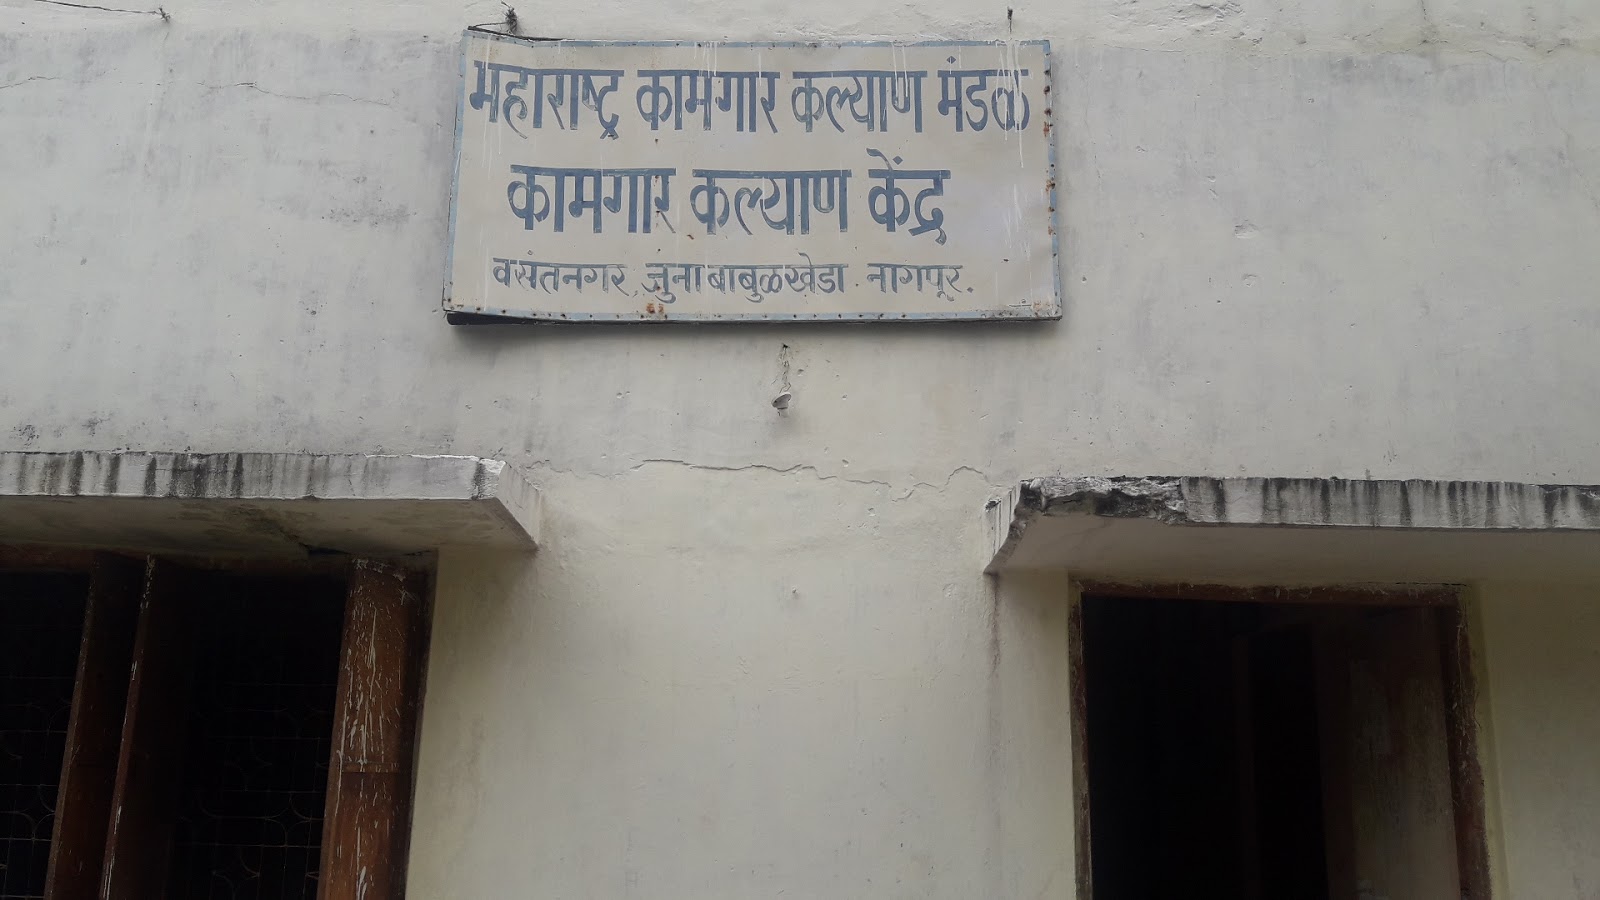 महाराष्ट्र कामगार कल्याण मंडळ
कामगार कल्याण केंद्र
वसंतनगर, जुना बाबुळखेडा . नागपूर.